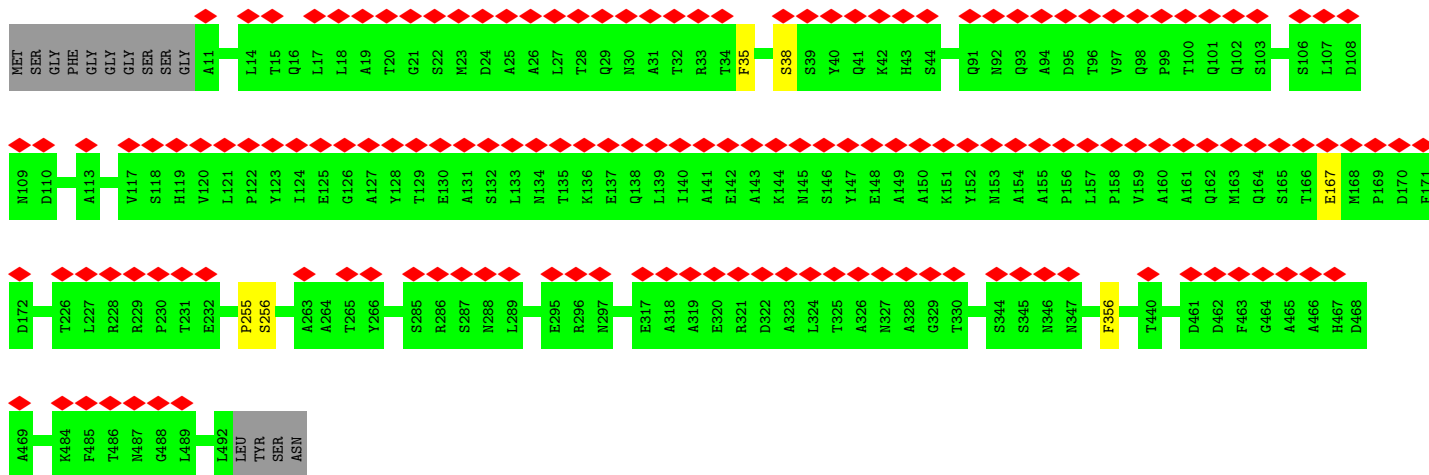 MET SER GLY PHE GLY GLY GLY SER SER GLY A11 L14 T15 Q16 L17 L18 A19 T20 G21 S22 M23 D24 A25 A26 L27 T28 Q29 N30 A31 T32 R33 T34 F35 S38 S39 Y40 Q41 K42 H43 S44 Q91 N92 Q93 A94 D95 T96 V97 Q98 P99 T100 Q101 Q102 S103 S106 L107 D108
N109 D110 A113 V117 S118 H119 V120 L121 P122 Y123 I124 E125 G126 A127 Y128 T129 E130 A131 S132 L133 N134 T135 K136 E137 Q138 L139 I140 A141 E142 A143 K144 N145 S146 Y147 E148 A149 A150 K151 Y152 N153 A154 A155 P156 L157 P158 V159 A160 A161 Q162 M163 Q164 S165 T166 E167 M168 P169 D170 E171
D172 T226 L227 R228 R229 P230 T231 E232 P255 S256 A263 A264 T265 Y266 S285 R286 S287 N288 L289 E295 R296 N297 E317 A318 A319 E320 R321 D322 A323 L324 T325 A326 N327 A328 G329 T330 S344 S345 N346 N347 F356 T440 D461 D462 F463 G464 A465 A466 H467 D468
A469 K484 F485 T486 N487 G488 L489 L492 LEU TYR SER ASN